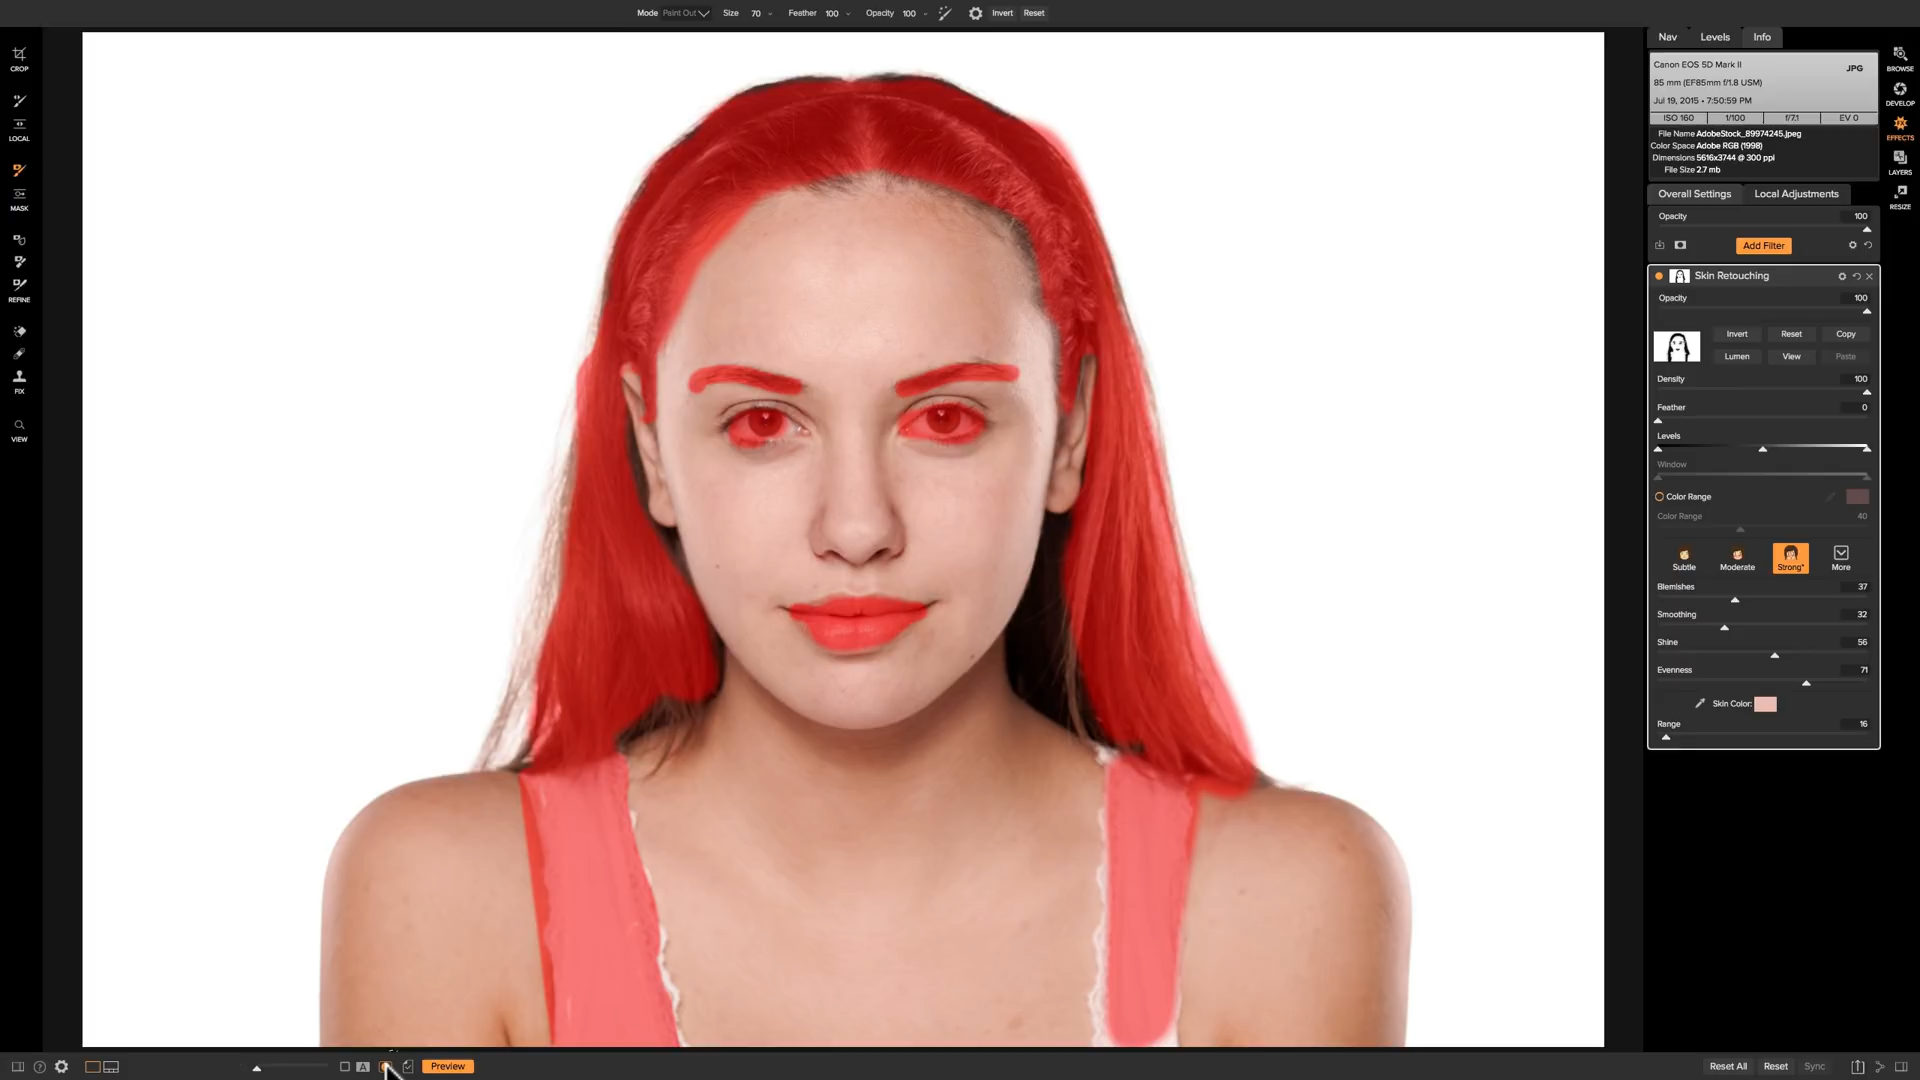 Mode Paint Out Size 70 Feather 100 Opacity 100 Invert Reset
CROP
LOCAL
MASK
REFINE
FIX
VIEW
Nav Levels Info
Canon EOS 5D Mark II JPG
85 mm (EF85mm f/1.8 USM)
Jul 19, 2015 • 7:50:59 PM
ISO 160 1/100 f/7.1 EV 0
File Name AdobeStock_89974245.jpeg
Color Space Adobe RGB (1998)
Dimensions 5616x3744 @ 300 ppi
File Size 2.7 mb
BROWSE
DEVELOP
EFFECTS
LAYERS
RESIZE
Overall Settings Local Adjustments
Opacity 100
Add Filter
Skin Retouching
Opacity 100
Invert Reset Copy
Lumen View Paste
Density 100
Feather 0
Levels
Window
Color Range
Color Range 40
Subtle Moderate Strong* More
Blemishes 37
Smoothing 32
Shine 56
Evenness 71
Skin Color:
Range 16
? A Preview Reset All Reset Sync